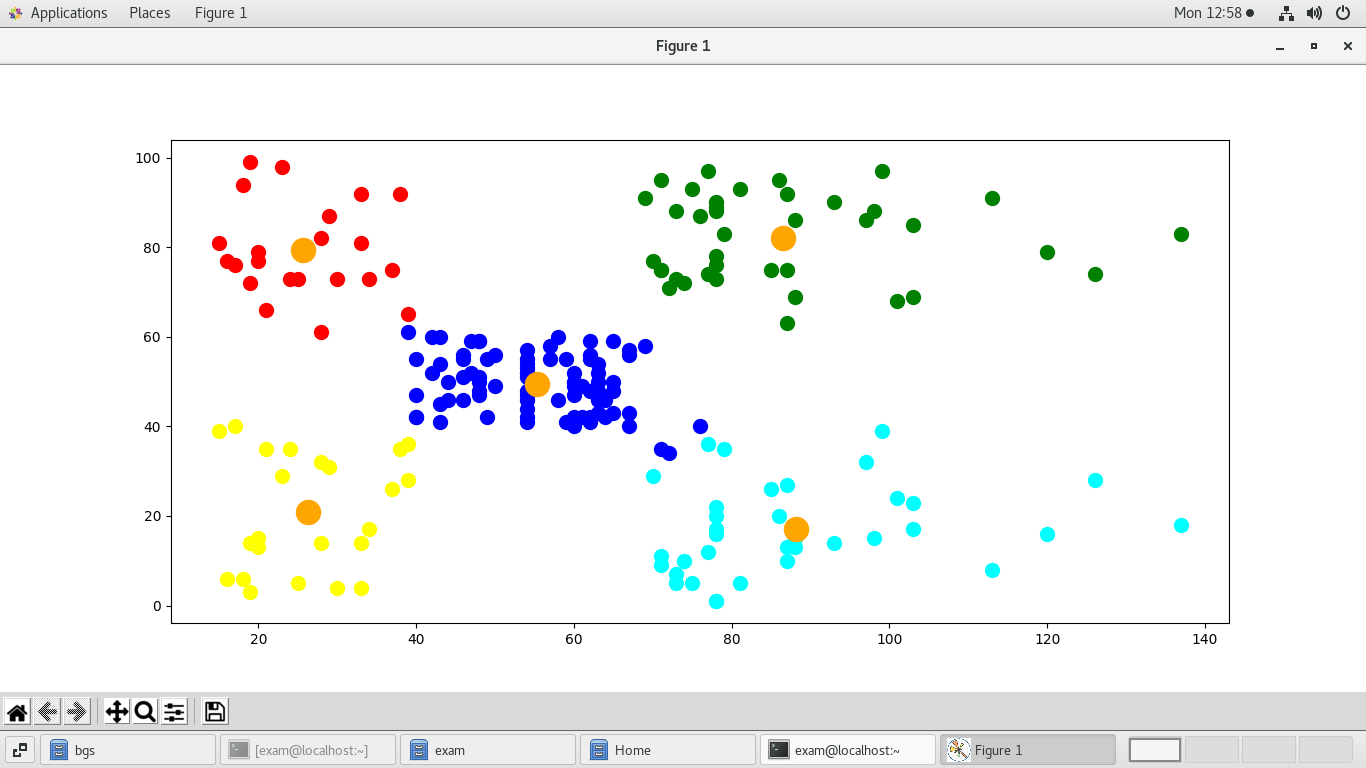 Applications Places Figure 1 Mon 12:58
Figure 1
100
80
60
40
20
0
20 40 60 80 100 120 140
bgs [exam@localhost:~] exam Home exam@localhost:~ Figure 1